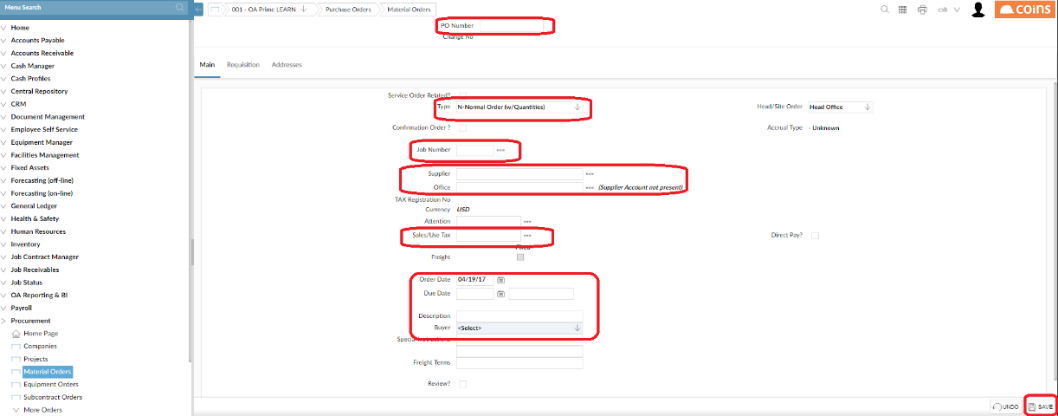 Menu Search
001 - OA Prime LEARN
Purchase Orders
Material Orders
csh
coins
Home
Accounts Payable
Accounts Receivable
Cash Manager
Cash Profiles
Central Repository
CRM
Document Management
Employee Self Service
Equipment Manager
Facilities Management
Fixed Assets
Forecasting (off-line)
Forecasting (on-line)
General Ledger
Health & Safety
Human Resources
Inventory
Job Contract Manager
Job Receivables
Job Status
OA Reporting & BI
Payroll
Procurement
Home Page
Companies
Projects
Material Orders
Equipment Orders
Subcontract Orders
More Orders
PO Number
Change No
Main Requisition Addresses
Service Order Related?
Type N-Normal Order (w/Quantities)
Head/Site Order Head Office
Confirmation Order ?
Accrual Type - Unknown
Job Number
Supplier
Office (Supplier Account not present)
TAX Registration No
Currency USD
Attention
Sales/Use Tax
Direct Pay?
Fixed
Freight
Order Date 04/19/17
Due Date
Description
Buyer <Select>
Special Instructions
Freight Terms
Review?
UNDO SAVE